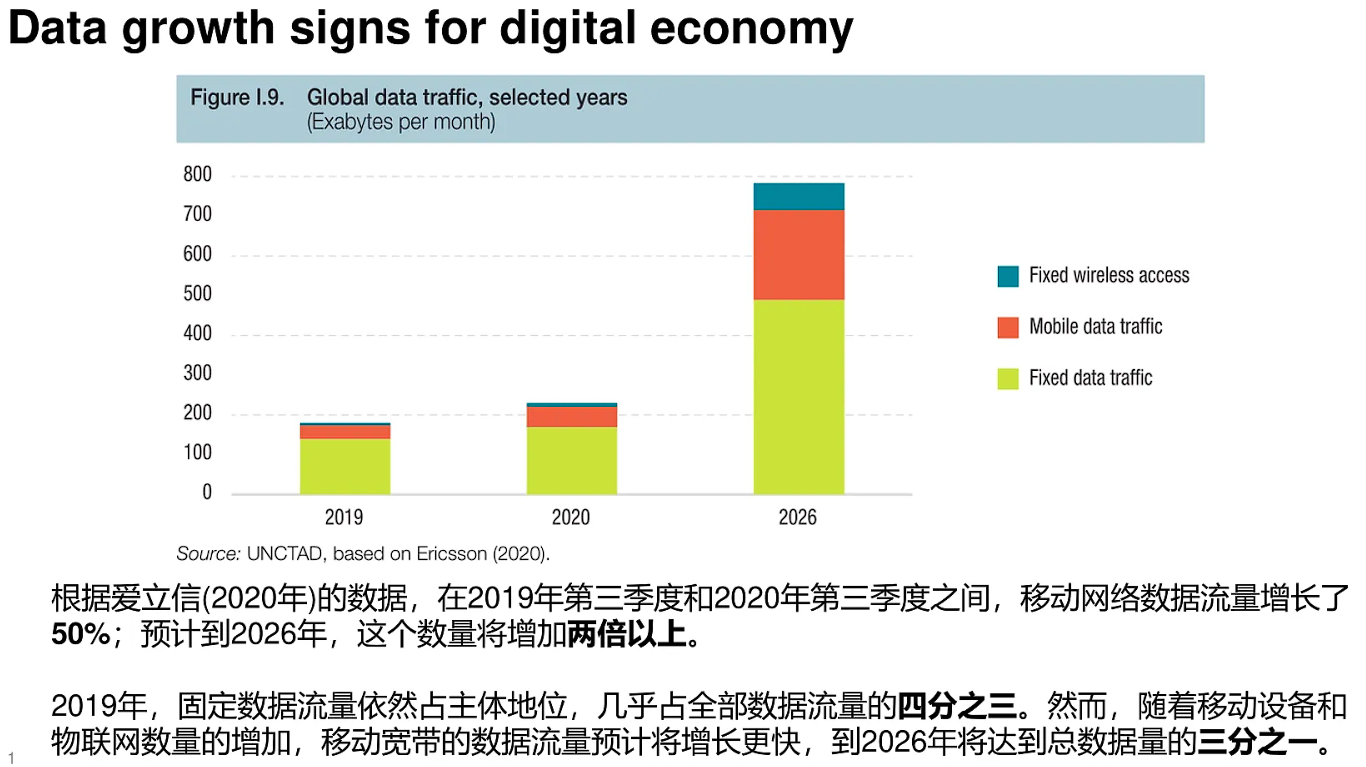 Data growth signs for digital economy
Figure I.9. Global data traffic, selected years
(Exabytes per month)
800
700
600
500
400
300
200
100
0
2019 2020 2026
Fixed wireless access
Mobile data traffic
Fixed data traffic
Source: UNCTAD, based on Ericsson (2020).
根据爱立信(2020年)的数据，在2019年第三季度和2020年第三季度之间，移动网络数据流量增长了
50%；预计到2026年，这个数量将增加两倍以上。
2019年，固定数据流量依然占主体地位，几乎占全部数据流量的四分之三。然而，随着移动设备和
物联网数量的增加，移动宽带的数据流量预计将增长更快，到2026年将达到总数据量的三分之一。
1